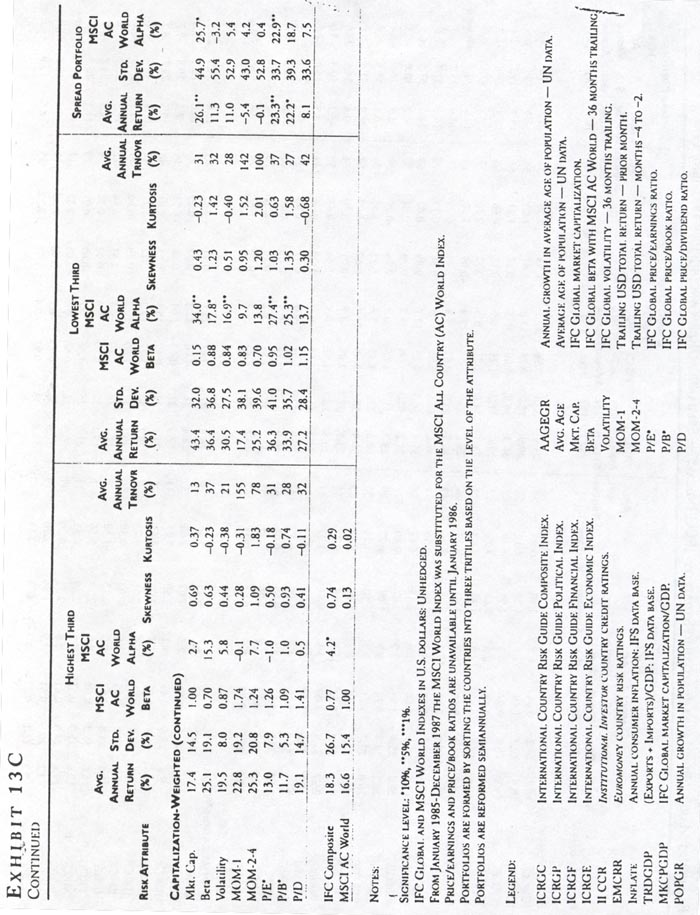 EXHIBIT 13C
CONTINUED
HIGHEST THIRD LOWEST THIRD SPREAD PORTFOLIO
MSCI MSCI MSCI MSCI MSCI
AVG. AC AC AVG. AVG. AC AC AVG. AVG. AC
ANNUAL STD. WORLD WORLD ANNUAL ANNUAL STD. WORLD WORLD ANNUAL ANNUAL STD. WORLD
RETURN DEV. BETA ALPHA TRNOVR RETURN DEV. BETA ALPHA TRNOVR RETURN DEV. ALPHA
RISK ATTRIBUTE (%) (%) (%) SKEWNESS KURTOSIS (%) (%) (%) (%) SKEWNESS KURTOSIS (%) (%) (%) (%)
CAPITALIZATION-WEIGHTED (CONTINUED)
Mkt. Cap. 17.4 14.5 1.00 2.7 0.69 0.37 13 43.4 32.0 0.15 34.0** 0.43 −0.23 31 26.1** 44.9 25.7*
Beta 25.1 19.1 0.70 15.3 0.63 −0.23 37 36.4 36.8 0.88 17.8* 1.23 1.42 32 11.3 55.4 −3.2
Volatility 19.5 8.0 0.87 5.8 0.44 −0.38 21 30.5 27.5 0.84 16.9** 0.51 −0.40 28 11.0 52.9 5.4
MOM-1 22.8 19.2 1.74 −0.1 0.28 −0.31 155 17.4 38.1 0.83 9.7 0.95 1.52 142 −5.4 43.0 4.2
MOM-2-4 25.3 20.8 1.24 7.7 1.09 1.83 78 25.2 39.6 0.70 13.8 1.20 2.01 100 −0.1 52.8 0.4
P/E* 13.0 7.9 1.26 −1.0 0.50 −0.18 31 36.3 41.0 0.95 27.4** 1.03 0.63 37 23.3** 33.7 22.9**
P/B* 11.7 5.3 1.09 1.0 0.93 0.74 28 33.9 35.7 1.02 25.3** 1.35 1.58 27 22.2* 39.3 18.7
P/D 19.1 14.7 1.41 0.5 0.41 −0.11 32 27.2 28.4 1.15 13.7 0.30 −0.68 42 8.1 33.6 7.5
IFC Composite 18.3 26.7 0.77 4.2* 0.74 0.29
MSCI AC World 16.6 15.4 1.00 0.13 0.02
NOTES:
SIGNIFICANCE LEVEL: *10%, **5%, ***1%.
IFC GLOBAL AND MSCI WORLD INDEXES IN U.S. DOLLARS: UNHEDGED.
FROM JANUARY 1985-DECEMBER 1987 THE MSCI WORLD INDEX WAS SUBSTITUTED FOR THE MSCI ALL COUNTRY (AC) WORLD INDEX.
PRICE/EARNINGS AND PRICE/BOOK RATIOS ARE UNAVAILABLE UNTIL JANUARY 1986.
PORTFOLIOS ARE FORMED BY SORTING THE COUNTRIES INTO THREE TRITILES BASED ON THE LEVEL OF THE ATTRIBUTE.
PORTFOLIOS ARE REFORMED SEMIANNUALLY.
LEGEND:
ICRGC INTERNATIONAL COUNTRY RISK GUIDE COMPOSITE INDEX.
ICRGP INTERNATIONAL COUNTRY RISK GUIDE POLITICAL INDEX.
ICRGF INTERNATIONAL COUNTRY RISK GUIDE FINANCIAL INDEX.
ICRGE INTERNATIONAL COUNTRY RISK GUIDE ECONOMIC INDEX.
II CCR INSTITUTIONAL INVESTOR COUNTRY CREDIT RATINGS.
EMCRR EUROMONEY COUNTRY RISK RATINGS.
INFLATE ANNUAL CONSUMER INFLATION: IFS DATA BASE.
TRDGDP (EXPORTS + IMPORTS)/GDP: IFS DATA BASE.
MKCPGDP IFC GLOBAL MARKET CAPITALIZATION/GDP.
POPGR ANNUAL GROWTH IN POPULATION — UN DATA.
AAGEGR ANNUAL GROWTH IN AVERAGE AGE OF POPULATION — UN DATA.
AVG. AGE AVERAGE AGE OF POPULATION — UN DATA.
MKT. CAP. IFC GLOBAL MARKET CAPITALIZATION.
BETA IFC GLOBAL BETA WITH MSCI AC WORLD — 36 MONTHS TRAILING
VOLATILITY IFC GLOBAL VOLATILITY — 36 MONTHS TRAILING.
MOM-1 TRAILING USD TOTAL RETURN — PRIOR MONTH.
MOM-2-4 TRAILING USD TOTAL RETURN — MONTHS −4 TO −2.
P/E* IFC GLOBAL PRICE/EARNINGS RATIO.
P/B* IFC GLOBAL PRICE/BOOK RATIO.
P/D IFC GLOBAL PRICE/DIVIDEND RATIO.